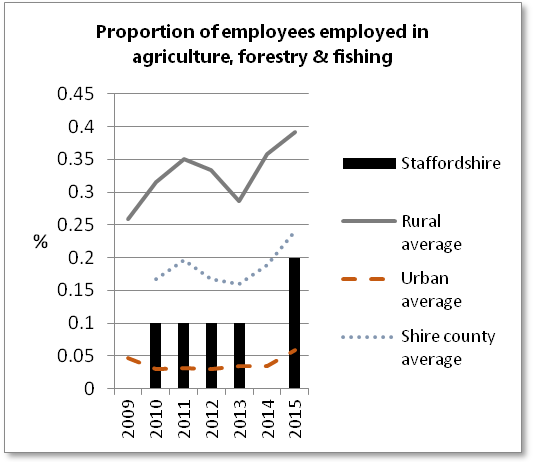 Proportion of employees employed in
agriculture, forestry & fishing
0.45
0.4
0.35
0.3
0.25
0.2
0.15
0.1
0.05
0
%
2009
2010
2011
2012
2013
2014
2015
Staffordshire
Rural
average
Urban
average
Shire county
average